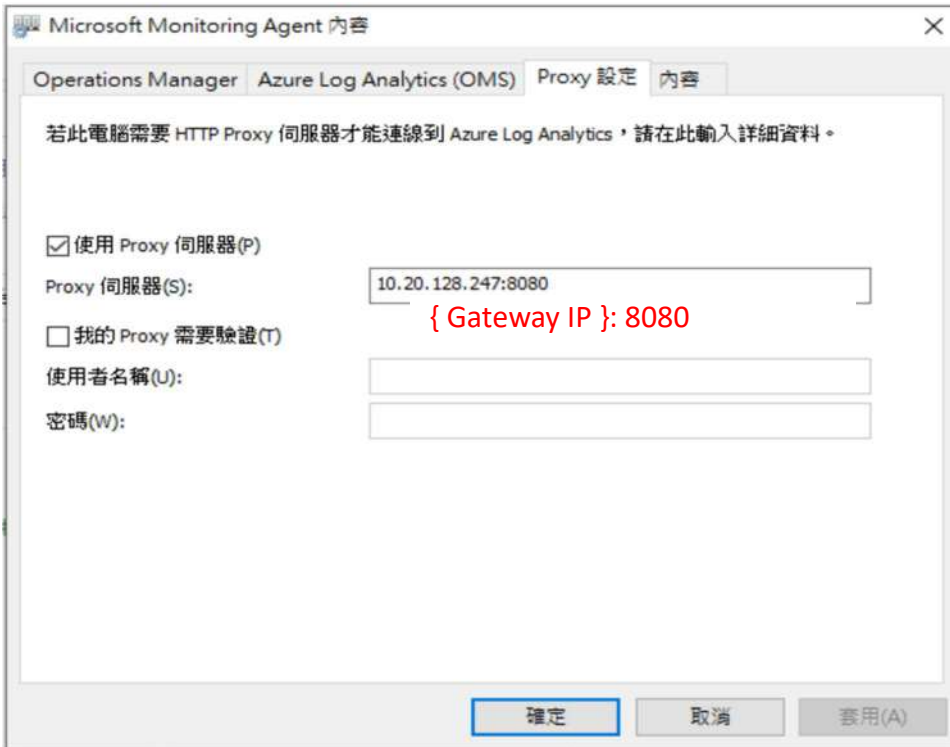 Microsoft Monitoring Agent 內容
Operations Manager
Azure Log Analytics (OMS)
Proxy 設定
內容
若此電腦需要 HTTP Proxy 伺服器才能連線到 Azure Log Analytics，請在此輸入詳細資料。
使用 Proxy 伺服器(P)
Proxy 伺服器(S):
10.20.128.247:8080
{ Gateway IP }: 8080
我的 Proxy 需要驗證(T)
使用者名稱(U):
密碼(W):
確定
取消
套用(A)